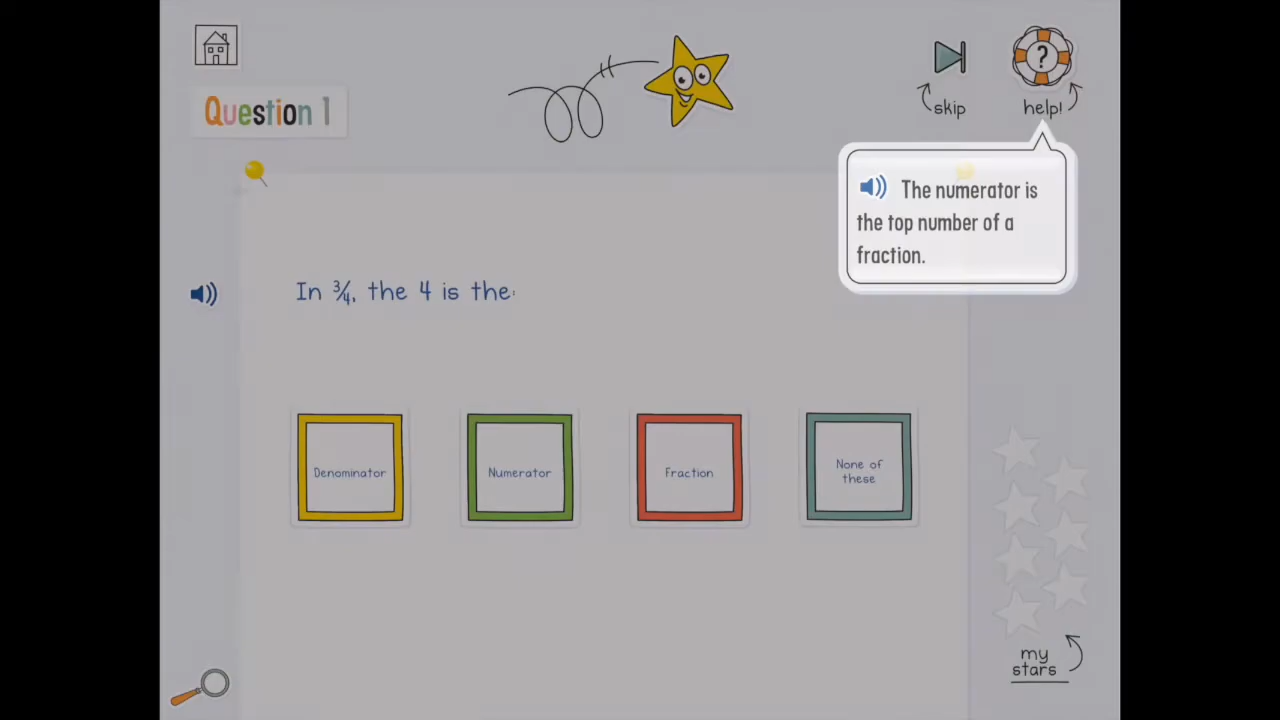 Question 1
skip
help!
The numerator is
the top number of a
fraction.
In ¾, the 4 is the:
Denominator
Numerator
Fraction
None of
these
my
stars